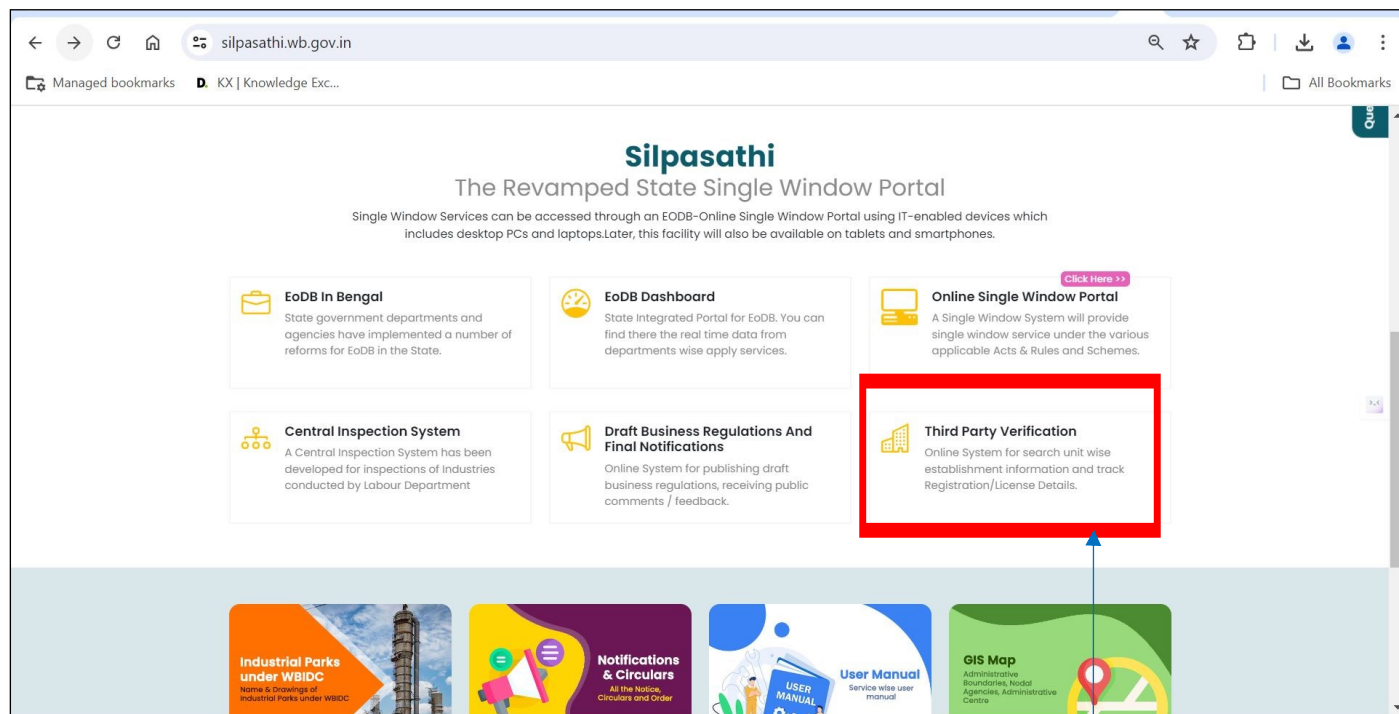 silpasathi.wb.gov.in
Managed bookmarks
KX | Knowledge Exc...
All Bookmarks
Que
Silpasathi
The Revamped State Single Window Portal
Single Window Services can be accessed through an EODB-Online Single Window Portal using IT-enabled devices which
includes desktop PCs and laptops.Later, this facility will also be available on tablets and smartphones.
EoDB In Bengal
State government departments and
agencies have implemented a number of
reforms for EoDB in the State.
EoDB Dashboard
State Integrated Portal for EoDB. You can
find there the real time data from
departments wise apply services.
Click Here >>
Online Single Window Portal
A Single Window System will provide
single window service under the various
applicable Acts & Rules and Schemes.
Central Inspection System
A Central Inspection System has been
developed for inspections of Industries
conducted by Labour Department
Draft Business Regulations And
Final Notifications
Online System for publishing draft
business regulations, receiving public
comments / feedback.
Third Party Verification
Online System for search unit wise
establishment information and track
Registration/License Details.
Industrial Parks
under WBIDC
Name & Drawings of
Industrial Parks under WBIDC
Notifications
& Circulars
All the Notice,
Circulars and Order
USER
MANUAL
User Manual
Service wise user
manual
GIS Map
Administrative
Boundaries, Nodal
Agencies, Administrative
Centre